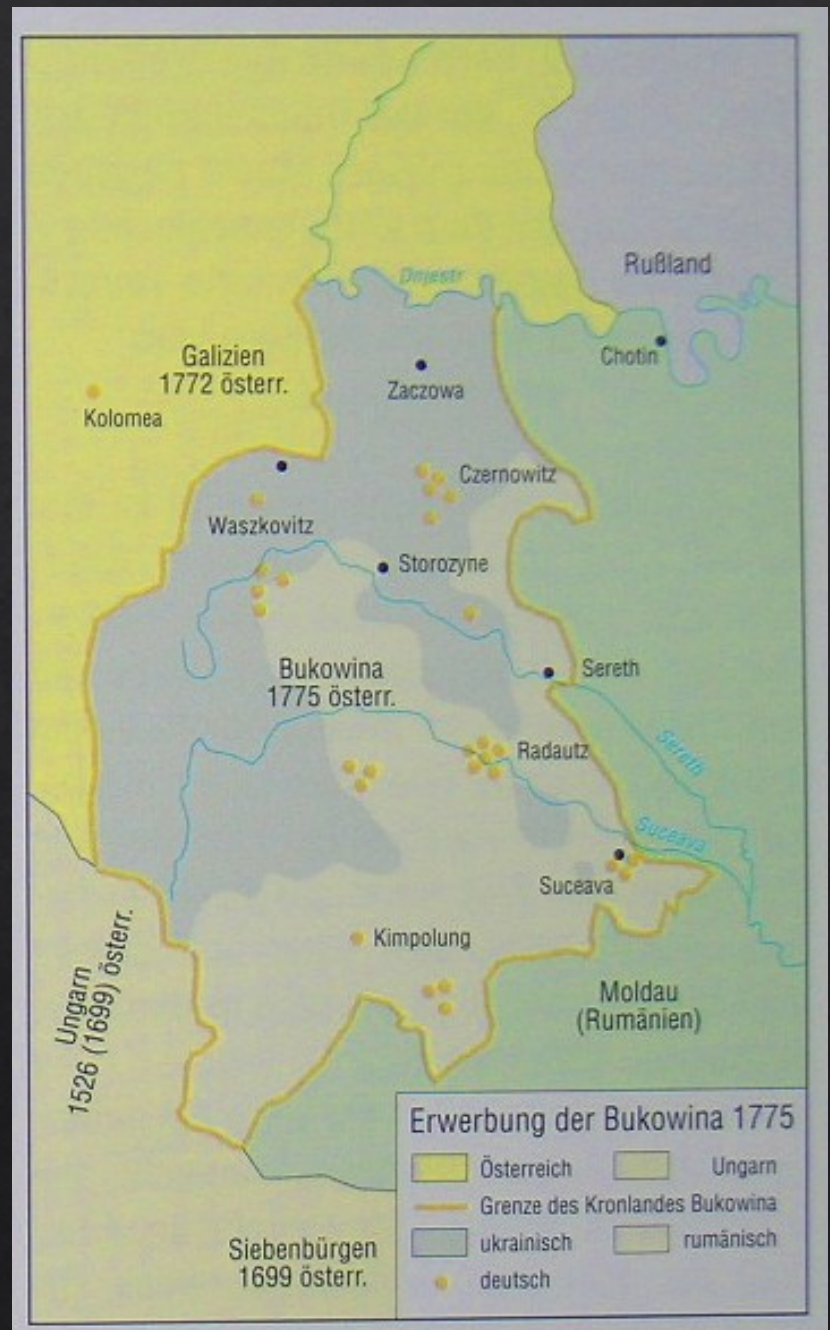 Dnjestr
Rußland
Galizien
1772 österr.
Chotin
Zaczowa
Kolomea
Czernowitz
Waszkovitz
Storozyne
Bukowina
1775 österr.
Sereth
Sereth
Radautz
Suceava
Suceava
Kimpolung
Ungarn
1526 (1699) österr.
Moldau
(Rumänien)
Siebenbürgen
1699 österr.
Erwerbung der Bukowina 1775
Österreich Ungarn
Grenze des Kronlandes Bukowina
ukrainisch rumänisch
deutsch